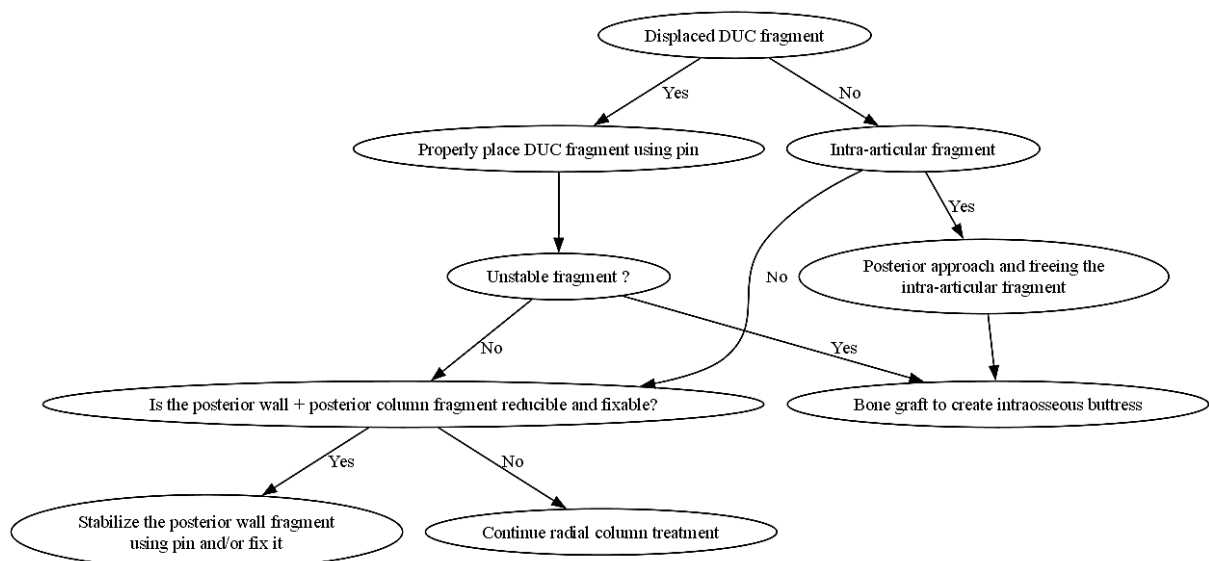 Displaced DUC fragment
Yes
No
Properly place DUC fragment using pin
Intra-articular fragment
Yes
Unstable fragment ?
No
Posterior approach and freeing the
intra-articular fragment
No
Yes
Is the posterior wall + posterior column fragment reducible and fixable?
Bone graft to create intraosseous buttress
Yes
No
Stabilize the posterior wall fragment
using pin and/or fix it
Continue radial column treatment